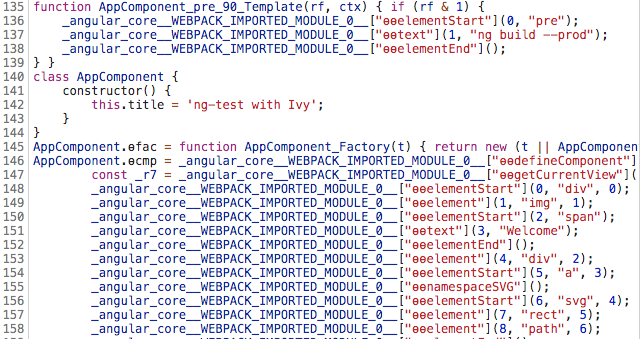 135 function AppComponent_pre_90_Template(rf, ctx) { if (rf & 1) {
136 _angular_core__WEBPACK_IMPORTED_MODULE_0__["ɵɵelementStart"](0, "pre");
137 _angular_core__WEBPACK_IMPORTED_MODULE_0__["ɵɵtext"](1, "ng build --prod");
138 _angular_core__WEBPACK_IMPORTED_MODULE_0__["ɵɵelementEnd"]();
139 } }
140 class AppComponent {
141 constructor() {
142 this.title = 'ng-test with Ivy';
143 }
144 }
145 AppComponent.ɵfac = function AppComponent_Factory(t) { return new (t || AppComponen
146 AppComponent.ɵcmp = _angular_core__WEBPACK_IMPORTED_MODULE_0__["ɵɵdefineComponent"]
147 const _r7 = _angular_core__WEBPACK_IMPORTED_MODULE_0__["ɵɵgetCurrentView"](
148 _angular_core__WEBPACK_IMPORTED_MODULE_0__["ɵɵelementStart"](0, "div", 0);
149 _angular_core__WEBPACK_IMPORTED_MODULE_0__["ɵɵelement"](1, "img", 1);
150 _angular_core__WEBPACK_IMPORTED_MODULE_0__["ɵɵelementStart"](2, "span");
151 _angular_core__WEBPACK_IMPORTED_MODULE_0__["ɵɵtext"](3, "Welcome");
152 _angular_core__WEBPACK_IMPORTED_MODULE_0__["ɵɵelementEnd"]();
153 _angular_core__WEBPACK_IMPORTED_MODULE_0__["ɵɵelement"](4, "div", 2);
154 _angular_core__WEBPACK_IMPORTED_MODULE_0__["ɵɵelementStart"](5, "a", 3);
155 _angular_core__WEBPACK_IMPORTED_MODULE_0__["ɵɵnamespaceSVG"]();
156 _angular_core__WEBPACK_IMPORTED_MODULE_0__["ɵɵelementStart"](6, "svg", 4);
157 _angular_core__WEBPACK_IMPORTED_MODULE_0__["ɵɵelement"](7, "rect", 5);
158 _angular_core__WEBPACK_IMPORTED_MODULE_0__["ɵɵelement"](8, "path", 6);